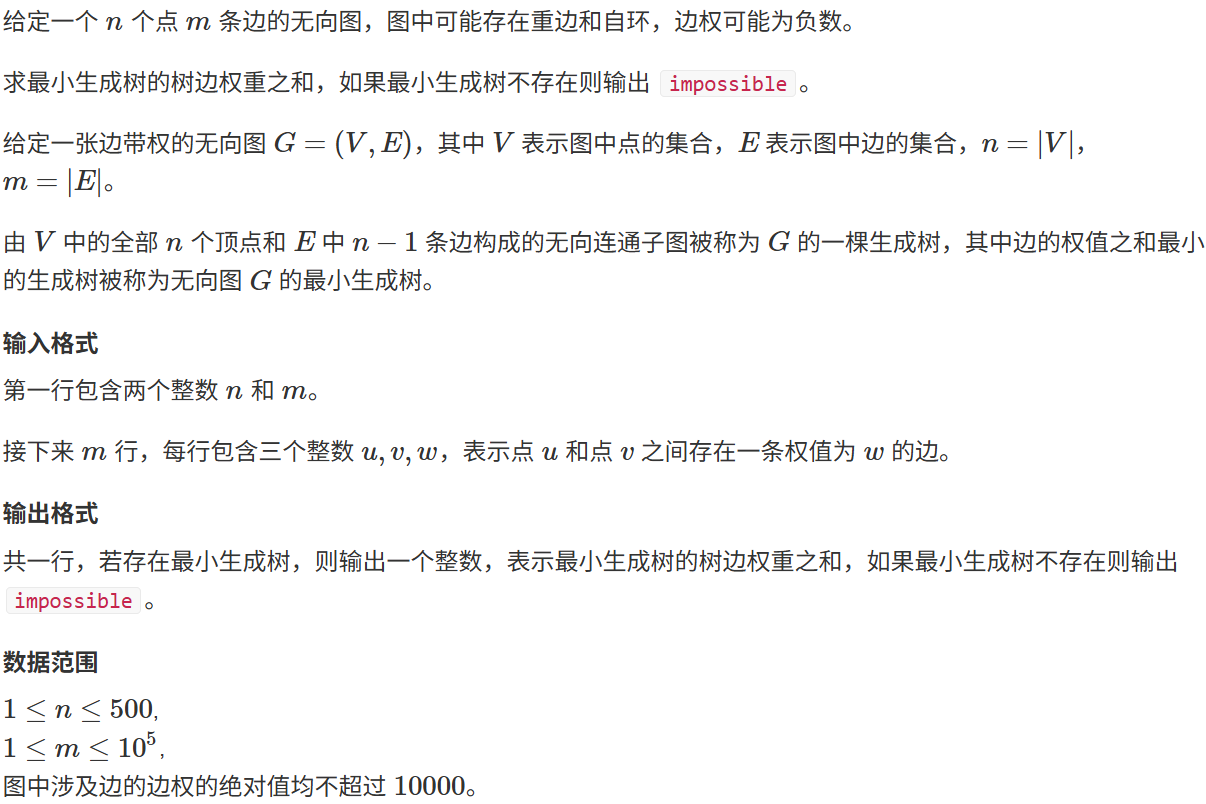 给定一个 n 个点 m 条边的无向图，图中可能存在重边和自环，边权可能为负数。
求最小生成树的树边权重之和，如果最小生成树不存在则输出 impossible 。
给定一张边带权的无向图 G = (V, E)，其中 V 表示图中点的集合，E 表示图中边的集合，n = |V|，
m = |E|。
由 V 中的全部 n 个顶点和 E 中 n − 1 条边构成的无向连通子图被称为 G 的一棵生成树，其中边的权值之和最小
的生成树被称为无向图 G 的最小生成树。
输入格式
第一行包含两个整数 n 和 m。
接下来 m 行，每行包含三个整数 u, v, w，表示点 u 和点 v 之间存在一条权值为 w 的边。
输出格式
共一行，若存在最小生成树，则输出一个整数，表示最小生成树的树边权重之和，如果最小生成树不存在则输出
impossible 。
数据范围
1 ≤ n ≤ 500,
1 ≤ m ≤ 10⁵,
图中涉及边的边权的绝对值均不超过 10000。